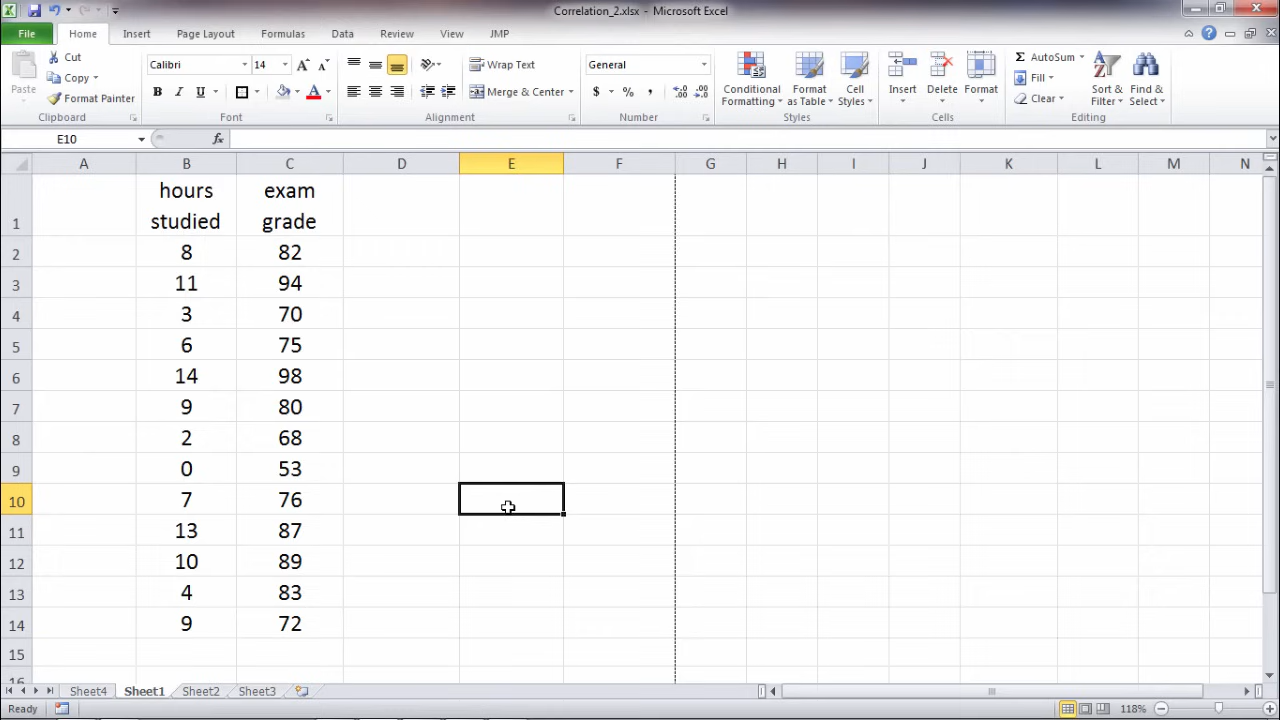 Correlation_2.xlsx - Microsoft Excel
File Home Insert Page Layout Formulas Data Review View JMP
Cut
Copy
Format Painter
Paste
Clipboard
Calibri 14
B I U
Font
Wrap Text
Merge & Center
Alignment
General
$ % ,
Number
Conditional Formatting
Format as Table
Cell Styles
Styles
Insert Delete Format
Cells
AutoSum
Fill
Clear
Sort & Filter
Find & Select
Editing
E10 fx
A B C D E F G H I J K L M N
1 hours studied exam grade
2 8 82
3 11 94
4 3 70
5 6 75
6 14 98
7 9 80
8 2 68
9 0 53
10 7 76
11 13 87
12 10 89
13 4 83
14 9 72
15
16
Sheet4 Sheet1 Sheet2 Sheet3
Ready 118%